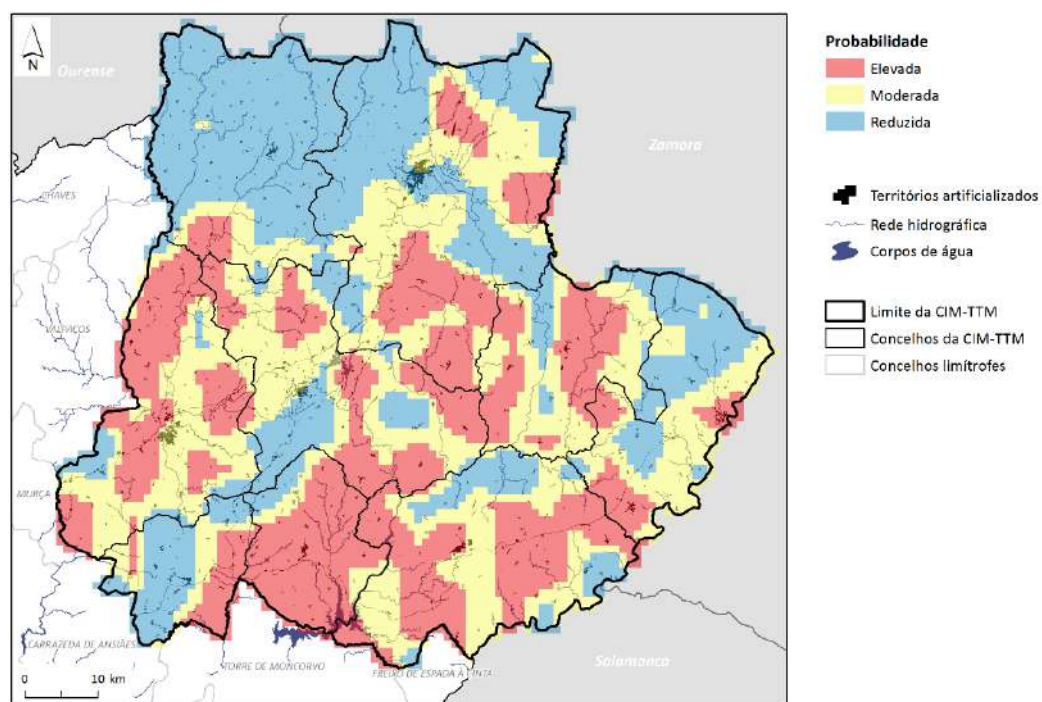 N
Ourense
Zamora
CHAVES
VALPAÇOS
MURÇA
CARRAZEDA DE ANSIÃES
TORRE DE MONCORVO
FREIXO DE ESPADA À CINTA
Salamanca
0 10 km
Probabilidade
Elevada
Moderada
Reduzida
Territórios artificializados
Rede hidrográfica
Corpos de água
Limite da CIM-TTM
Concelhos da CIM-TTM
Concelhos limítrofes